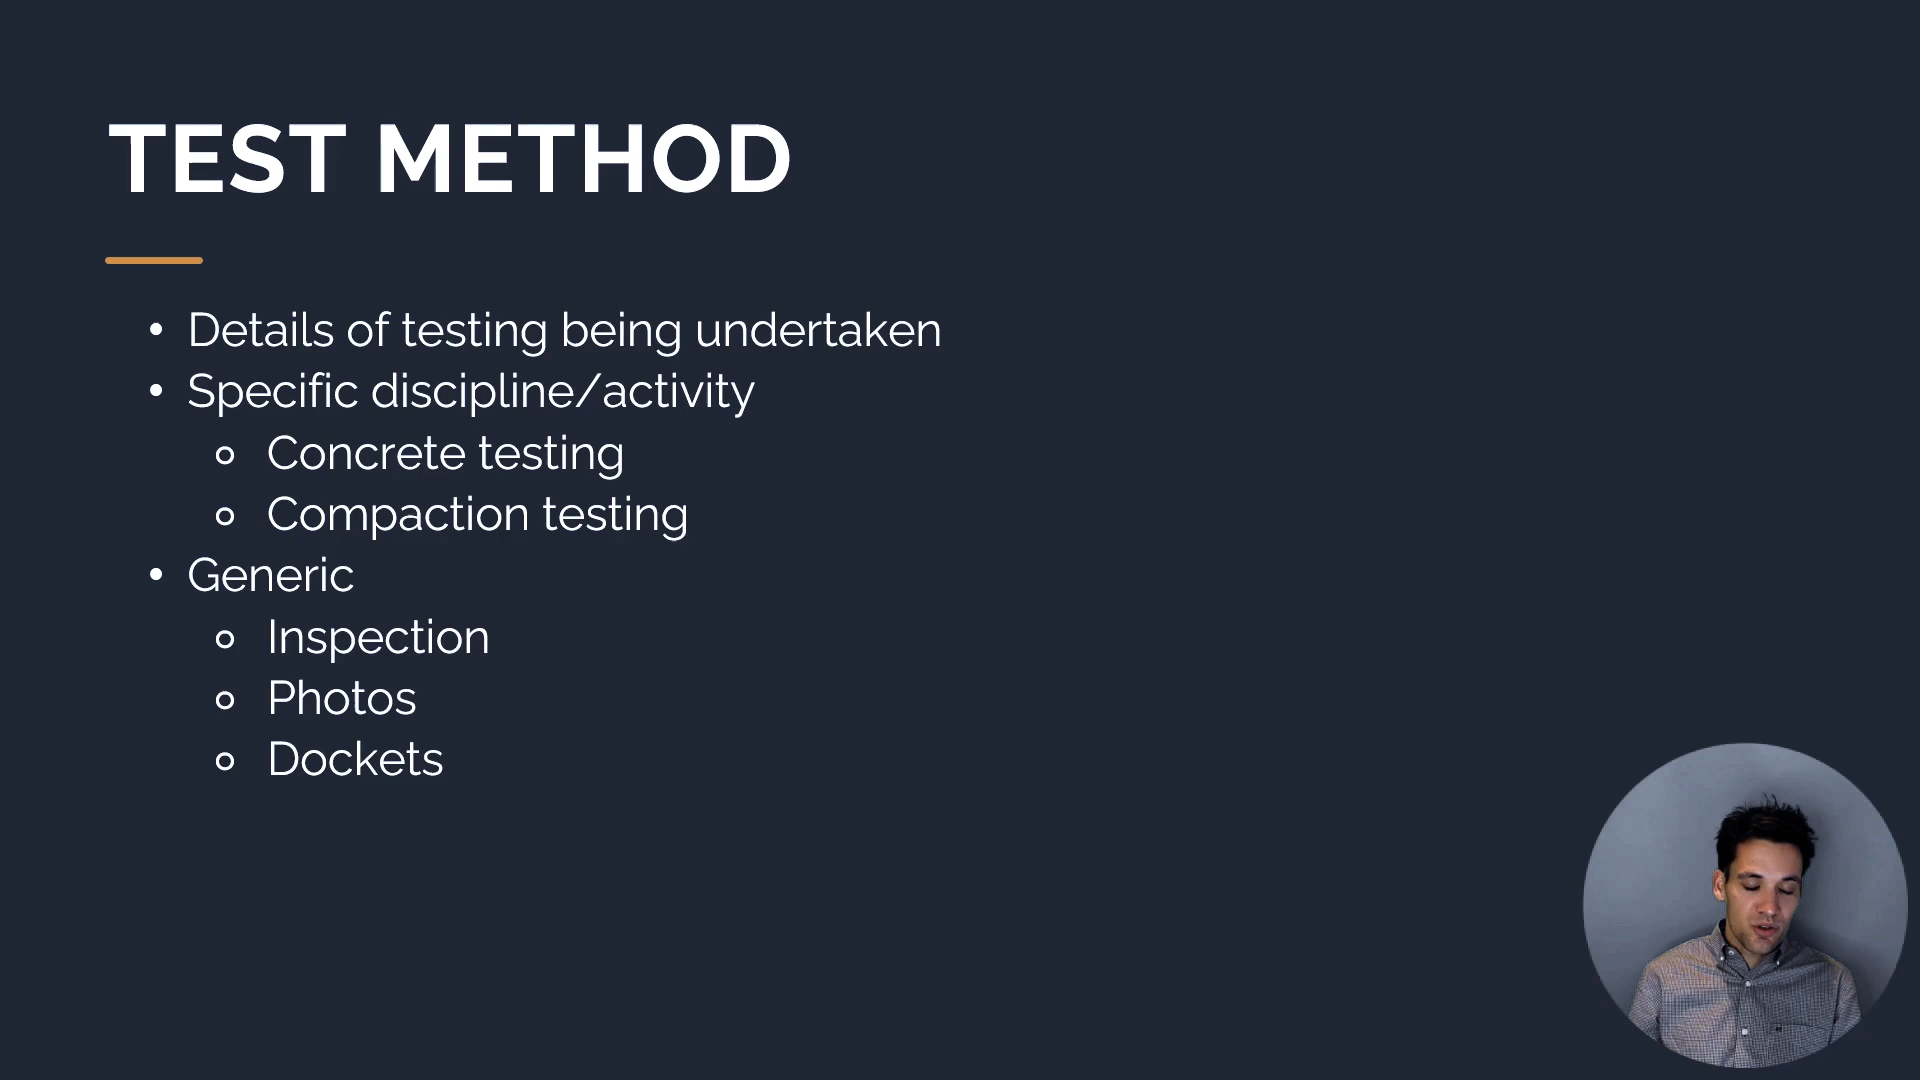 TEST METHOD
• Details of testing being undertaken
• Specific discipline/activity
○ Concrete testing
○ Compaction testing
• Generic
○ Inspection
○ Photos
○ Dockets